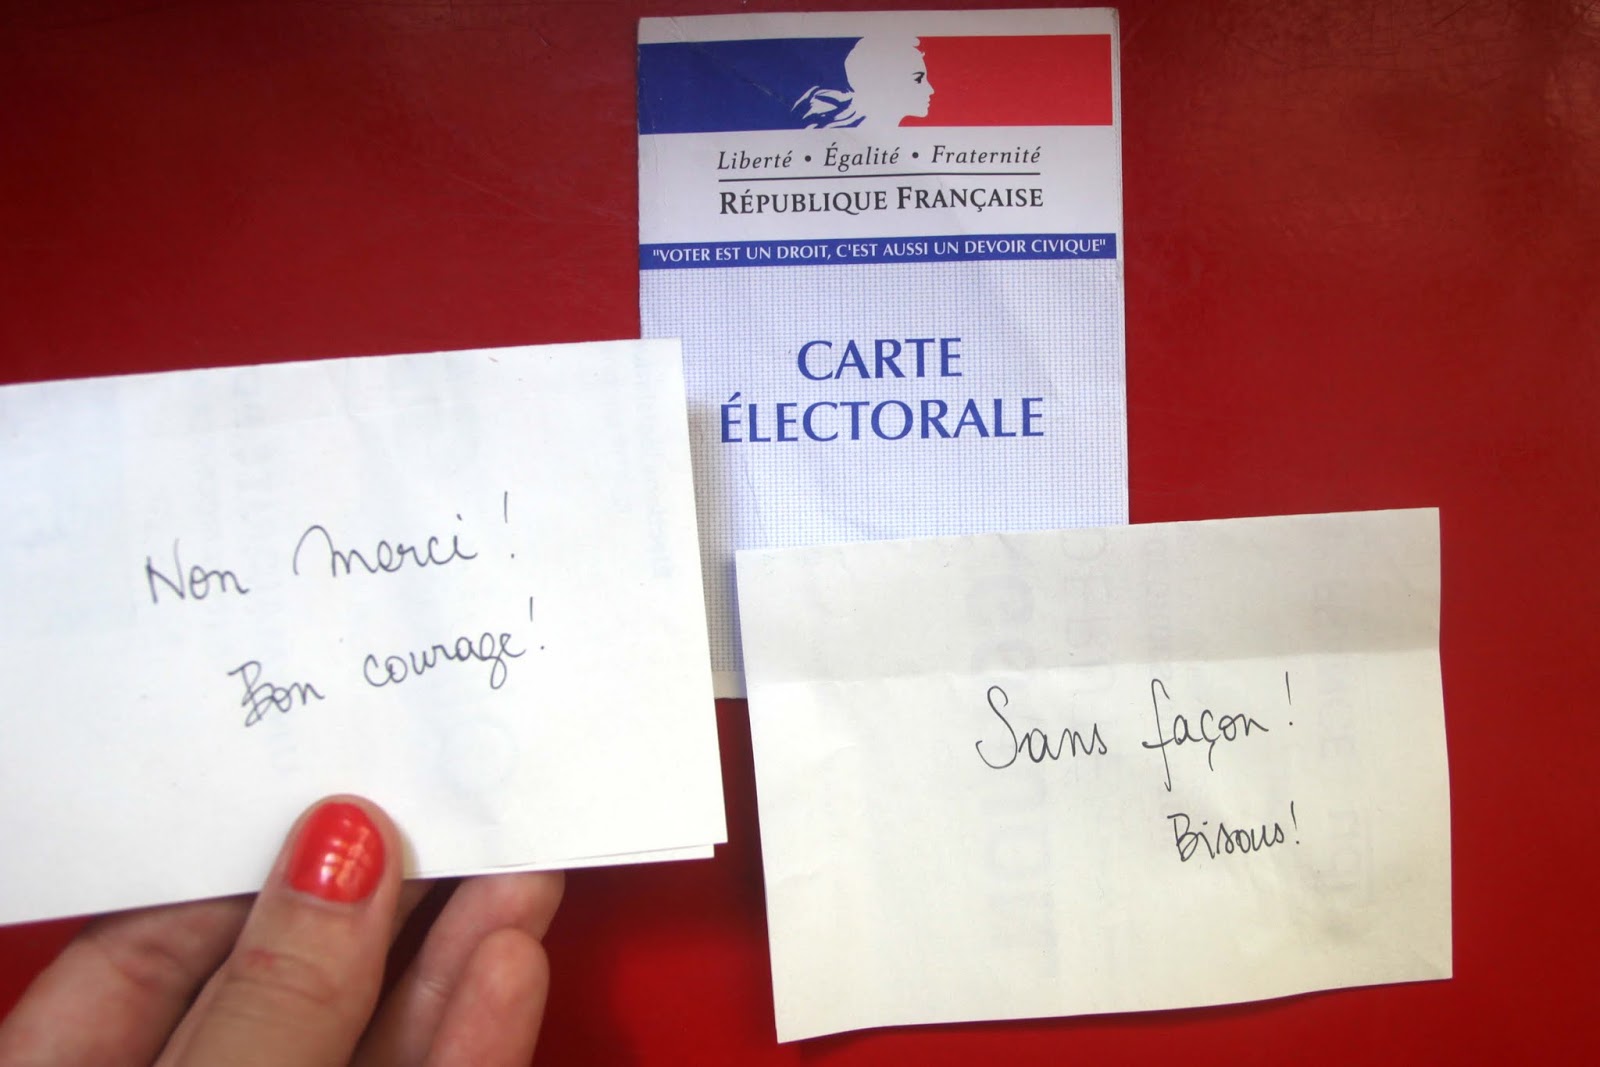 Liberté • Égalité • Fraternité
RÉPUBLIQUE FRANÇAISE
"VOTER EST UN DROIT, C'EST AUSSI UN DEVOIR CIVIQUE"
CARTE
ÉLECTORALE
Non merci !
Bon courage !
Sans façon !
Bisous !